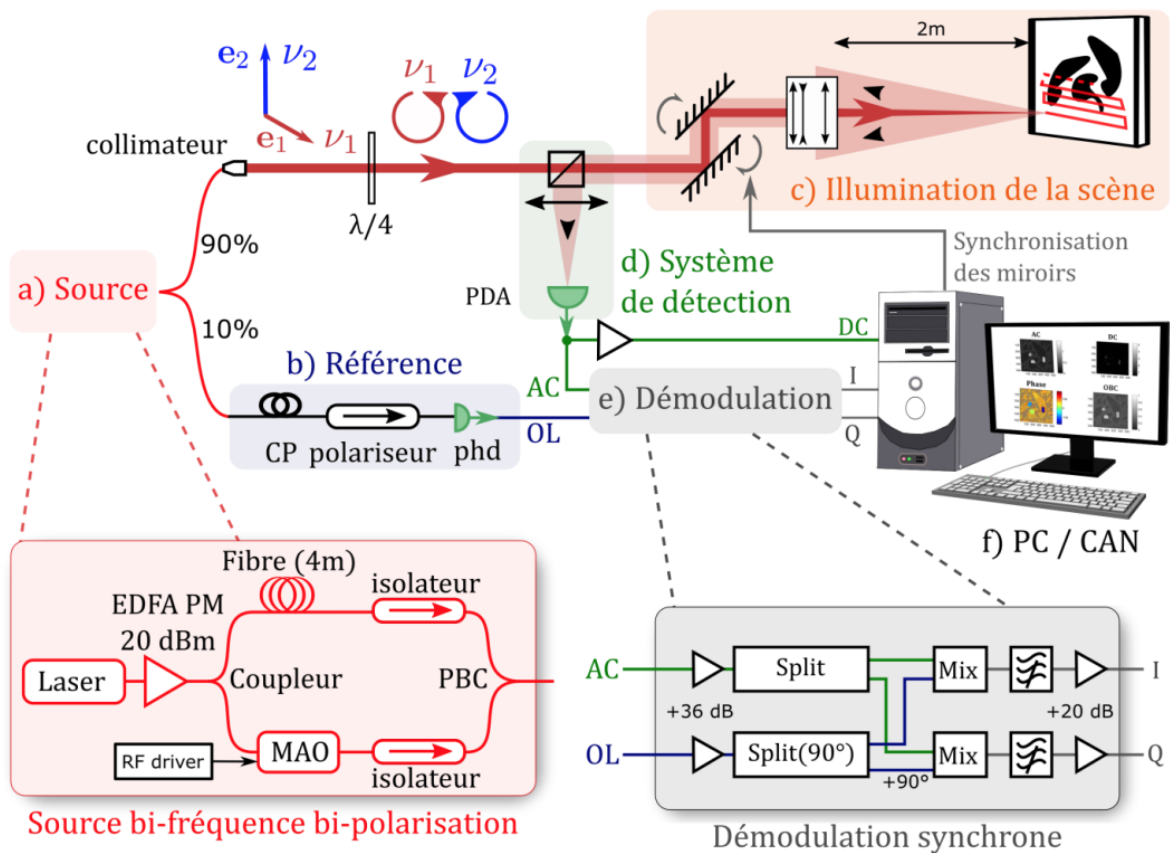 e₂ ν₂
e₁ ν₁
ν₁ ν₂
collimateur
λ/4
2m
c) Illumination de la scène
90%
a) Source
10%
PDA
d) Système
de détection
Synchronisation
des miroirs
DC
b) Référence
AC
OL
CP polariseur phd
e) Démodulation
I
Q
AC DC
Phase OBC
f) PC / CAN
Fibre (4m)
isolateur
EDFA PM
20 dBm
Laser
Coupleur
PBC
RF driver
MAO
isolateur
Source bi-fréquence bi-polarisation
AC
Split
Mix
I
+36 dB
+20 dB
OL
Split(90°)
+90°
Mix
Q
Démodulation synchrone